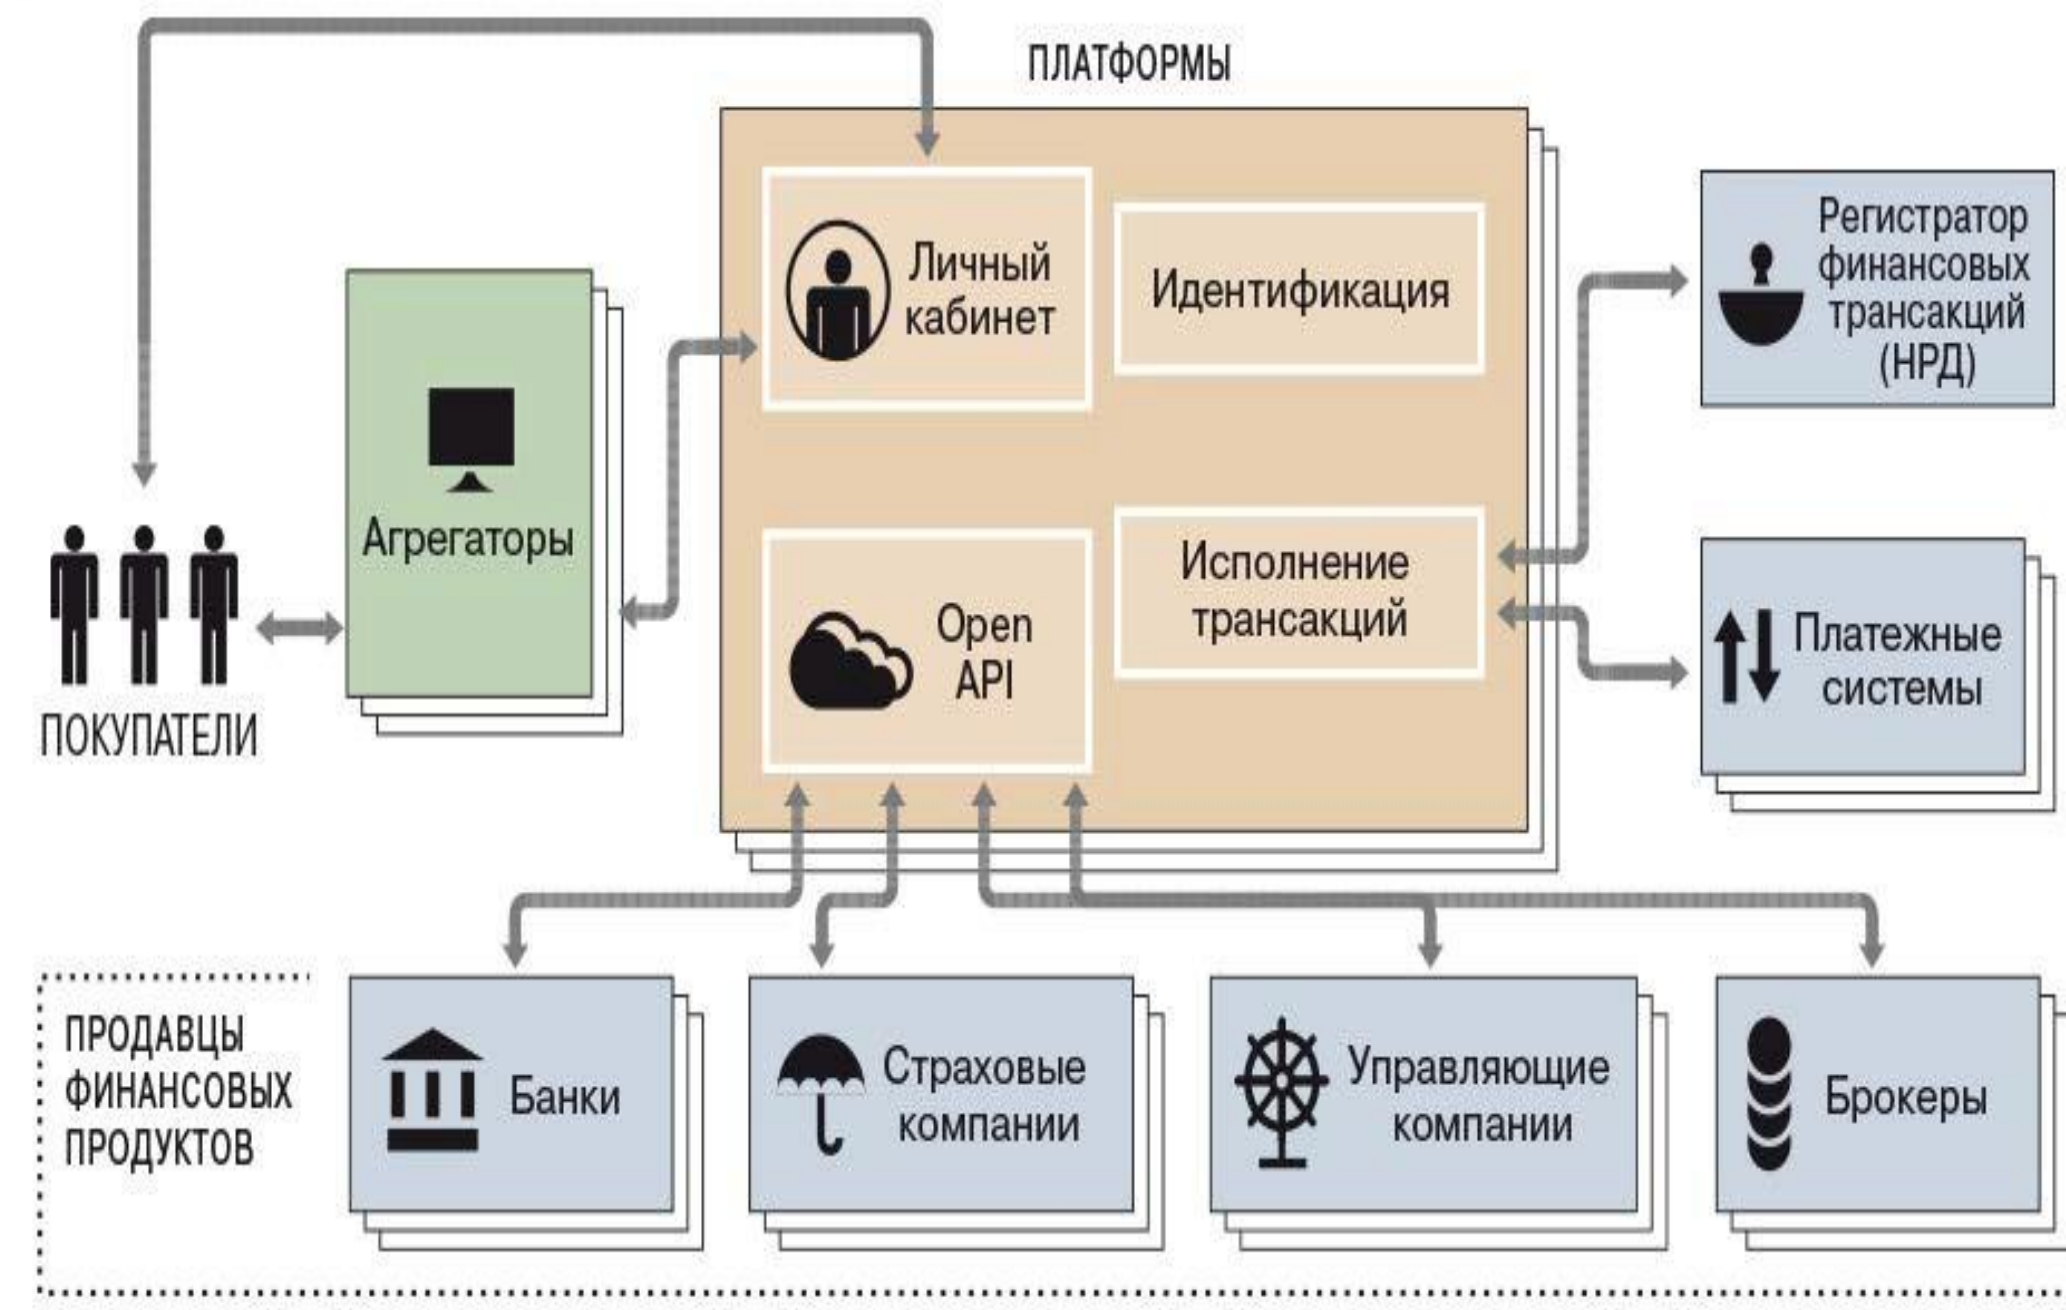 ПЛАТФОРМЫ
Личный
кабинет
Идентификация
Регистратор
финансовых
трансакций
(НРД)
Агрегаторы
Open
API
Исполнение
трансакций
Платежные
системы
ПОКУПАТЕЛИ
ПРОДАВЦЫ
ФИНАНСОВЫХ
ПРОДУКТОВ
Банки
Страховые
компании
Управляющие
компании
Брокеры